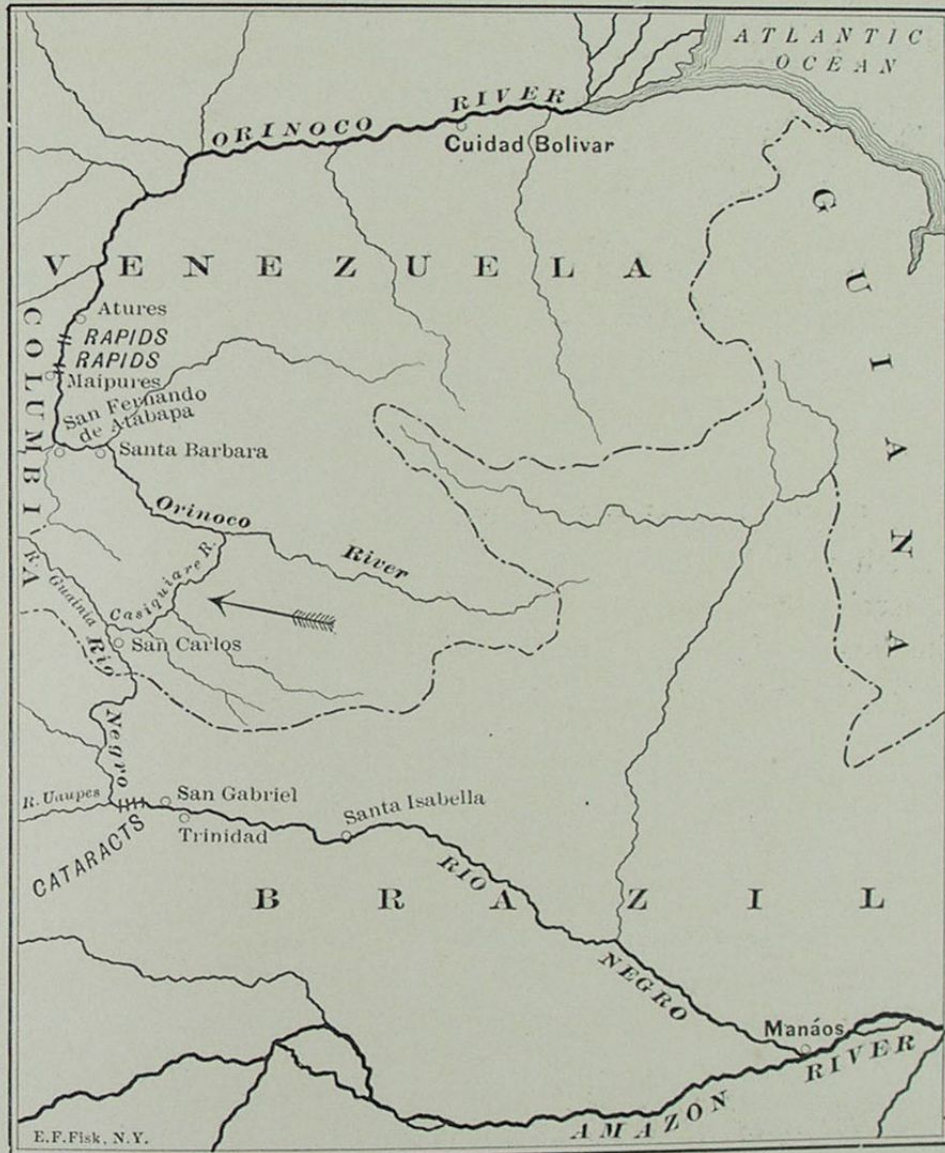 ATLANTIC
OCEAN
ORINOCO RIVER
Cuidad Bolivar
GUIANA
VENEZUELA
COLUMBIA
Atures
RAPIDS
RAPIDS
Maipures
San Fernando
de Atabapa
Santa Barbara
Orinoco River
R. Guainia
Casiquiare R.
San Carlos
Rio Negro
R. Uaupes
San Gabriel
Trinidad
Santa Isabella
CATARACTS
BRAZIL
RIO NEGRO
Manáos
AMAZON RIVER
E.F.Fisk, N.Y.